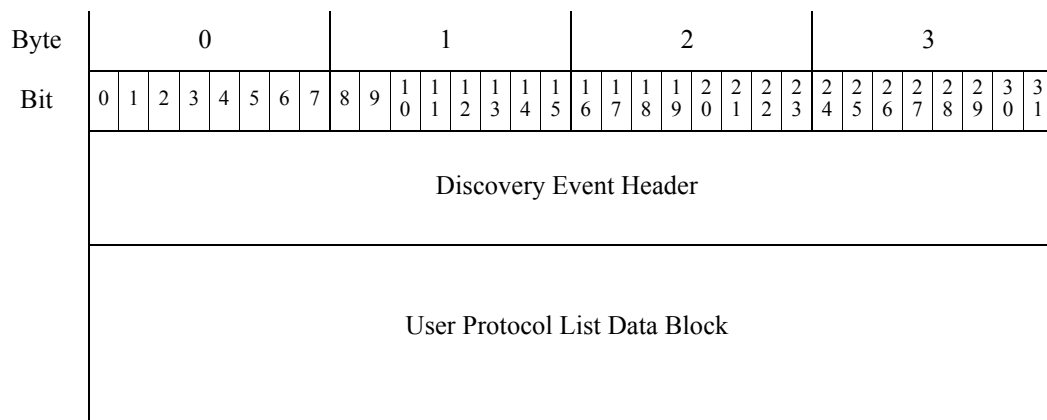 Byte 0 1 2 3
Bit 0 1 2 3 4 5 6 7 8 9 10 11 12 13 14 15 16 17 18 19 20 21 22 23 24 25 26 27 28 29 30 31
Discovery Event Header
User Protocol List Data Block